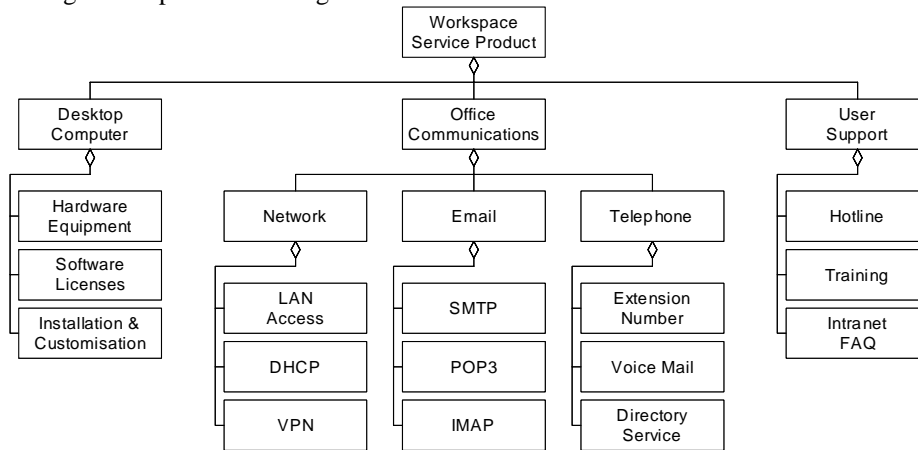 Workspace
Service Product
Desktop
Computer
Office
Communications
User
Support
Hardware
Equipment
Software
Licenses
Installation &
Customisation
Network
Email
Telephone
Hotline
Training
Intranet
FAQ
LAN
Access
DHCP
VPN
SMTP
POP3
IMAP
Extension
Number
Voice Mail
Directory
Service